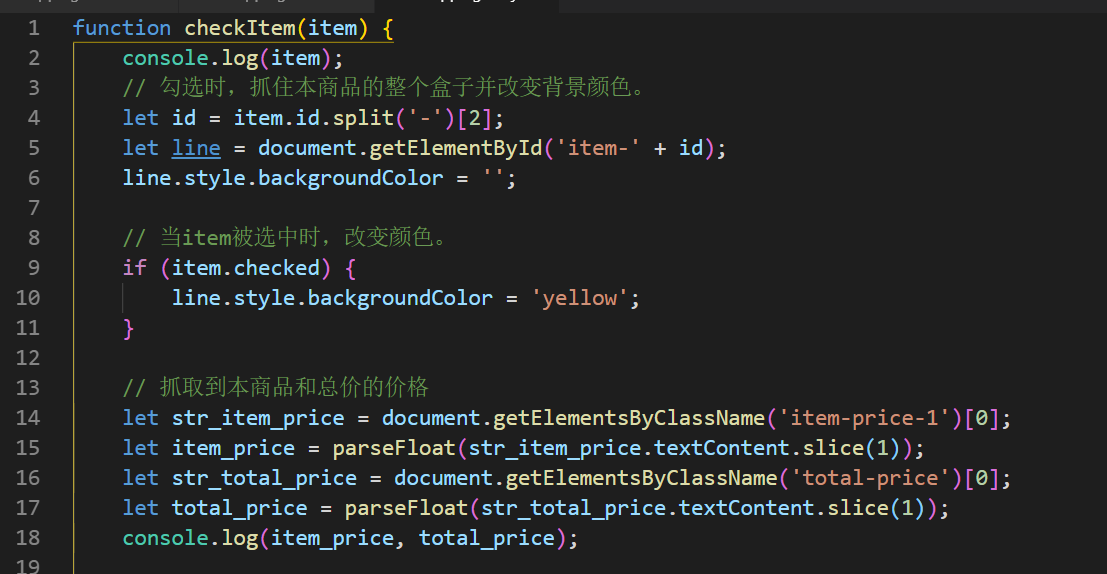 1 function checkItem(item) {
2 console.log(item);
3 // 勾选时，抓住本商品的整个盒子并改变背景颜色。
4 let id = item.id.split('-')[2];
5 let line = document.getElementById('item-' + id);
6 line.style.backgroundColor = '';
7
8 // 当item被选中时，改变颜色。
9 if (item.checked) {
10 line.style.backgroundColor = 'yellow';
11 }
12
13 // 抓取到本商品和总价的价格
14 let str_item_price = document.getElementsByClassName('item-price-1')[0];
15 let item_price = parseFloat(str_item_price.textContent.slice(1));
16 let str_total_price = document.getElementsByClassName('total-price')[0];
17 let total_price = parseFloat(str_total_price.textContent.slice(1));
18 console.log(item_price, total_price);
19